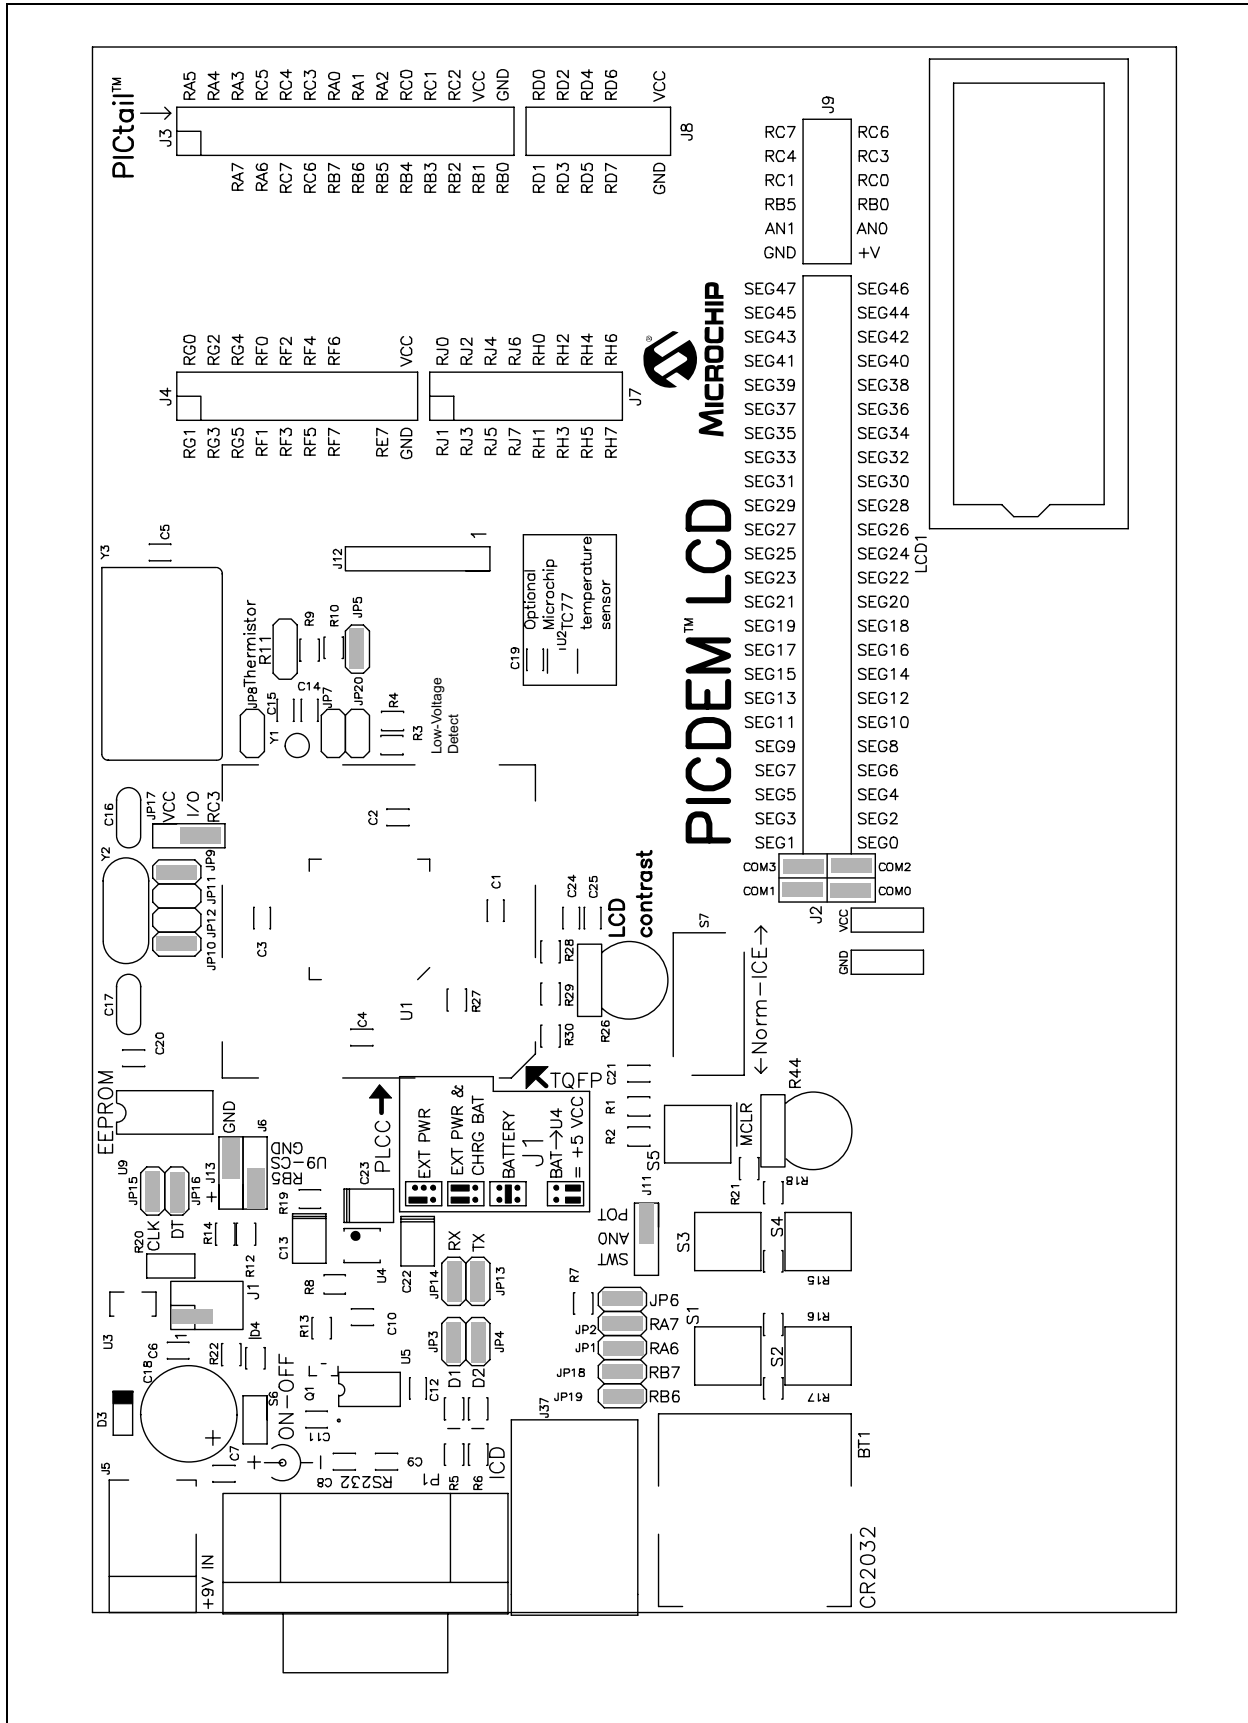 PICtail™
J3
RA5
RA4
RA3
RC5
RC4
RC3
RA0
RA1
RA2
RC0
RC1
RC2
VCC
GND
RA7
RA6
RC7
RC6
RB7
RB6
RB5
RB4
RB3
RB2
RB1
RB0
RD0
RD2
RD4
RD6
VCC
RD1
RD3
RD5
RD7
GND
J8
J9
RC7 RC6
RC4 RC3
RC1 RC0
RB5 RB0
AN1 AN0
GND +V
J4
RG0
RG2
RG4
RF0
RF2
RF4
RF6
VCC
RG1
RG3
RG5
RF1
RF3
RF5
RF7
RE7
GND
RJ0
RJ2
RJ4
RJ6
RH0
RH2
RH4
RH6
RJ1
RJ3
RJ5
RJ7
RH1
RH3
RH5
RH7
J7
®
MICROCHIP
PICDEM™ LCD
SEG47 SEG46
SEG45 SEG44
SEG43 SEG42
SEG41 SEG40
SEG39 SEG38
SEG37 SEG36
SEG35 SEG34
SEG33 SEG32
SEG31 SEG30
SEG29 SEG28
SEG27 SEG26
SEG25 SEG24
SEG23 SEG22
SEG21 SEG20
SEG19 SEG18
SEG17 SEG16
SEG15 SEG14
SEG13 SEG12
SEG11 SEG10
SEG9 SEG8
SEG7 SEG6
SEG5 SEG4
SEG3 SEG2
SEG1 SEG0
COM3 COM2
COM1 COM0
J2
VCC
GND
LCD1
Y3
C5
J12
1
Optional
Microchip
U2TC77
temperature
sensor
C19
Thermistor
R11
R9
R10
JP5
JP8
C15
C14
JP7
JP20
Y1
R4
R3
Low-Voltage
Detect
C16
JP17
VCC
I/O
RC3
Y2
JP9
JP11
JP12
JP10
C2
C1
C3
C24
C25
LCD
contrast
S7
←Norm-ICE→
C17
C20
U1
C4
R27
R28
R29
R30
R26
EEPROM
U9
GND
J6
J13
+
GND
U9-CS
RB5
PLCC→
TQFP
EXT PWR
EXT PWR &
CHRG BAT
BATTERY
J1
BAT→U4
= +5 VCC
C21
R1
R2
S5
MCLR
R44
R21
R18
JP15
JP16
CLK
DT
R20
R14
R12
R19
C23
C13
U4
C22
R8
R13
C10
RX
TX
JP14
JP13
JP3
JP4
J11
POT
AN0
SWT
S3
S4
R15
R7
JP6
JP2 RA7
JP1 RA6
JP18 RB7
JP19 RB6
S1
S2
R16
R17
J1
U3
C6
C18
R22
D4
D3
S6
ON-OFF
Q1
U5
C12
C11
D1
D2
J5
C7
+
+
−
C8
C9
RS232
P1
R5
R6
ICD
J37
BT1
CR2032
+9V IN